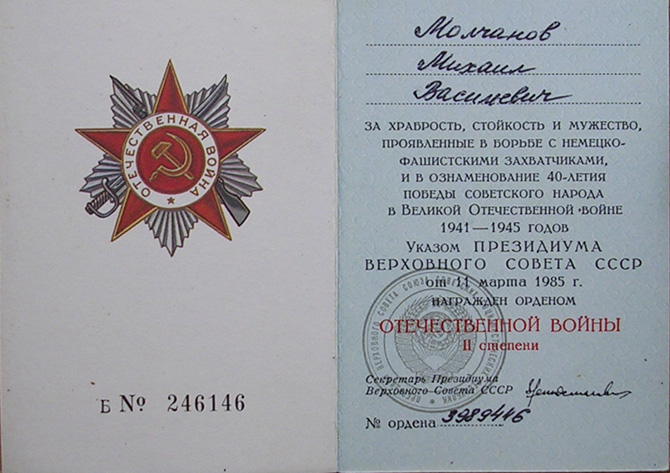 ОТЕЧЕСТВЕННАЯ ВОЙНА
Б № 246146
Молчанов
Михаил
Васильевич
ЗА ХРАБРОСТЬ, СТОЙКОСТЬ И МУЖЕСТВО,
ПРОЯВЛЕННЫЕ В БОРЬБЕ С НЕМЕЦКО-
ФАШИСТСКИМИ ЗАХВАТЧИКАМИ,
И В ОЗНАМЕНОВАНИЕ 40-ЛЕТИЯ
ПОБЕДЫ СОВЕТСКОГО НАРОДА
В ВЕЛИКОЙ ОТЕЧЕСТВЕННОЙ ВОЙНЕ
1941—1945 ГОДОВ
УКАЗОМ ПРЕЗИДИУМА
ВЕРХОВНОГО СОВЕТА СССР
от 11 марта 1985 г.
НАГРАЖДЕН ОРДЕНОМ
ОТЕЧЕСТВЕННОЙ ВОЙНЫ
II степени
Секретарь Президиума
Верховного Совета СССР
№ ордена 3989446